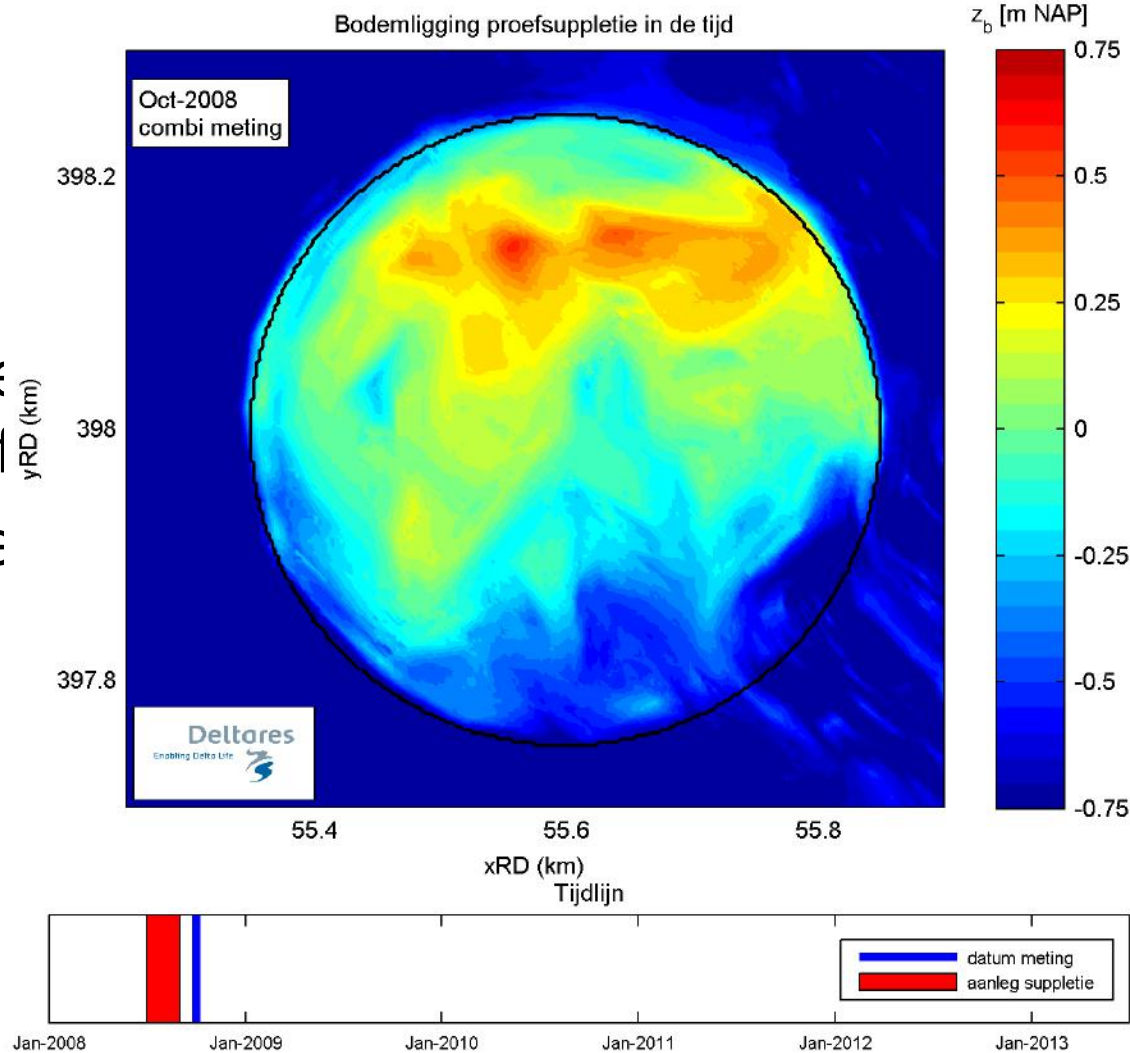 Bodemligging proefsuppletie in de tijd
z_b [m NAP]
Oct-2008
combi meting
0.75
0.5
0.25
0
-0.25
-0.5
-0.75
398.2
398
397.8
yRD (km)
Deltares
Enabling Delta Life
55.4 55.6 55.8
xRD (km)
Tijdlijn
datum meting
aanleg suppletie
Jan-2008 Jan-2009 Jan-2010 Jan-2011 Jan-2012 Jan-2013